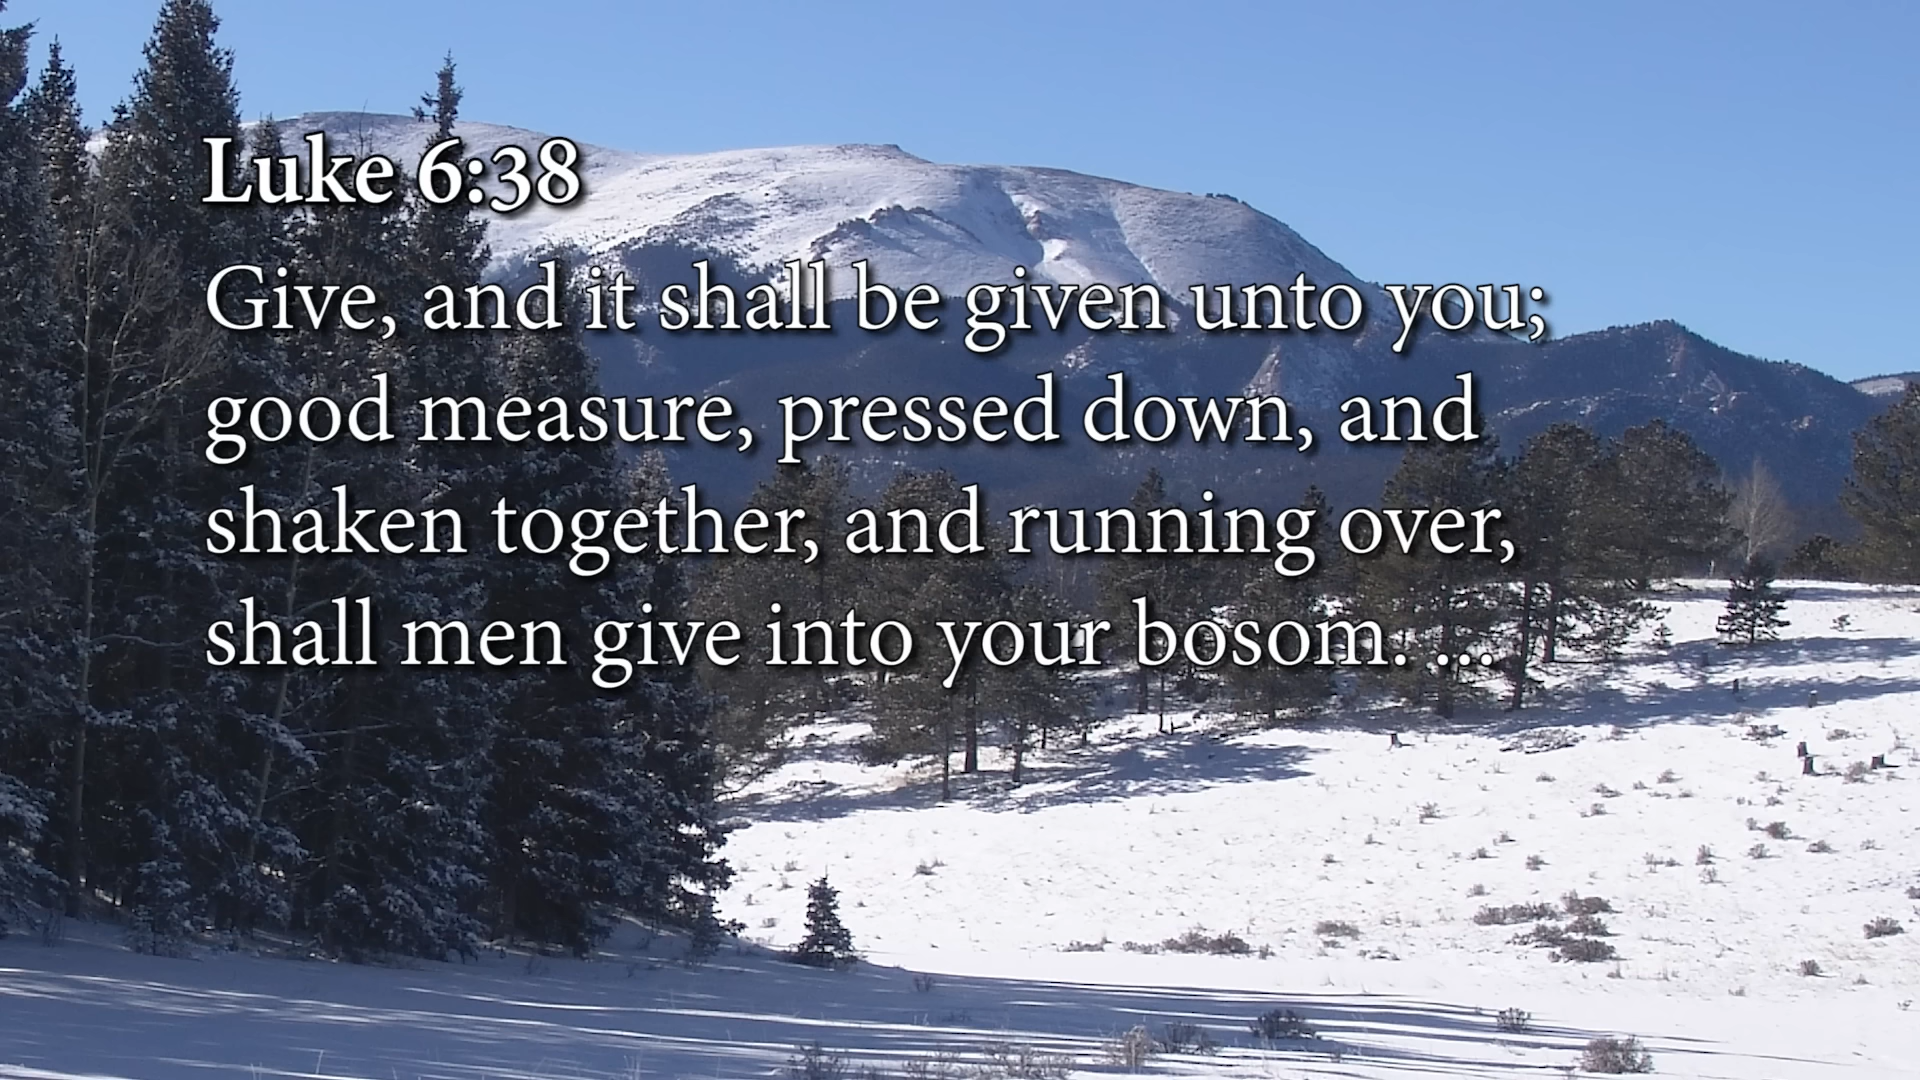 Luke 6:38
Give, and it shall be given unto you;
good measure, pressed down, and
shaken together, and running over,
shall men give into your bosom. ...